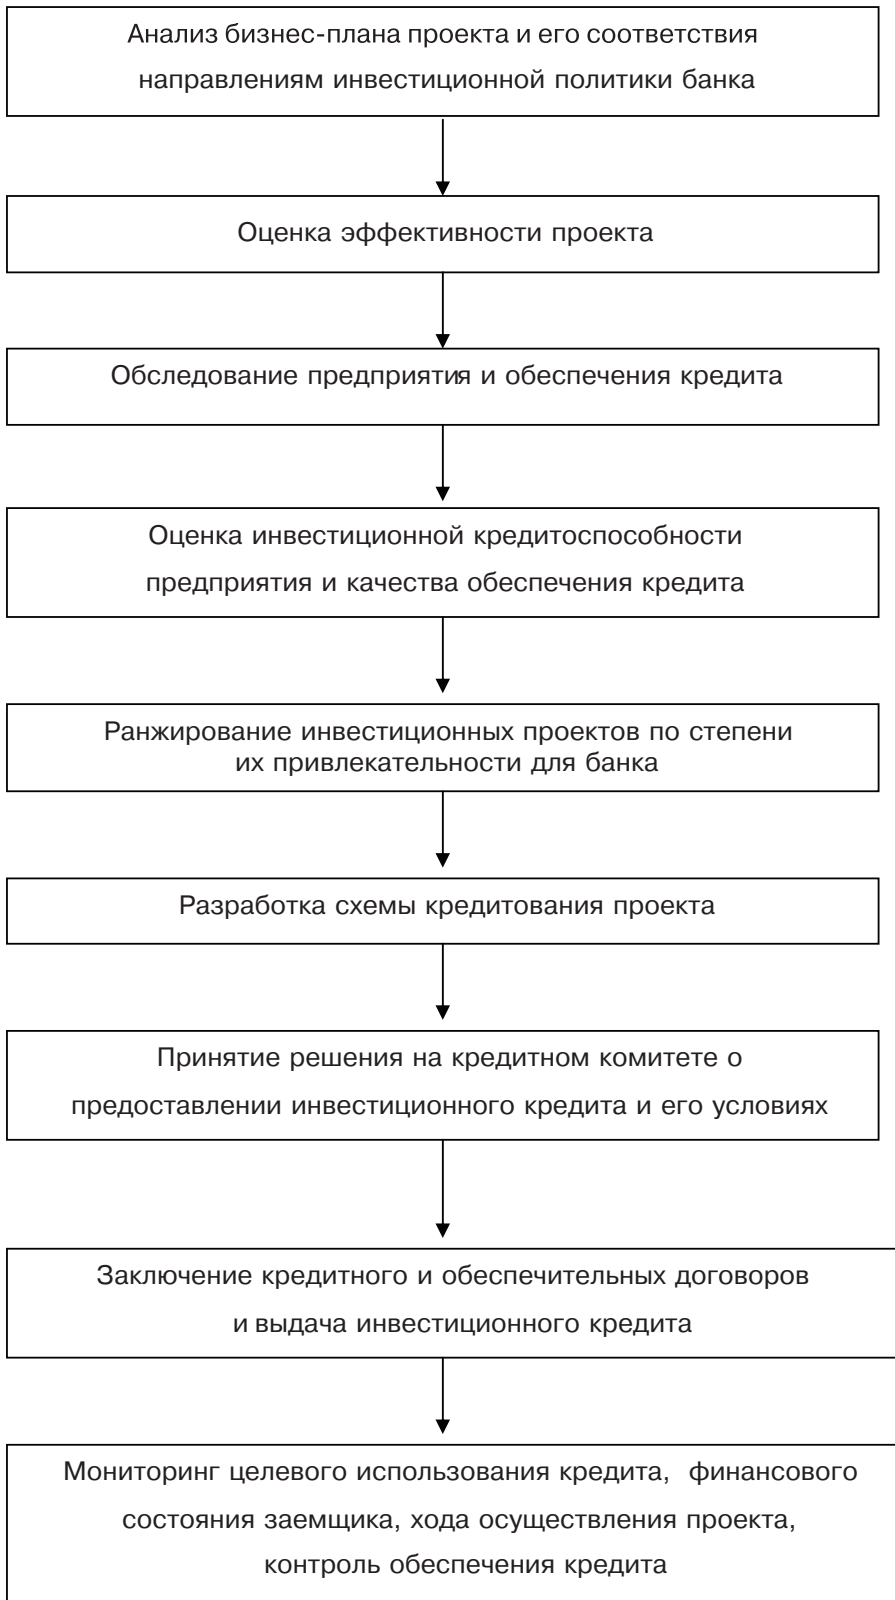 Анализ бизнес-плана проекта и его соответствия
направлениям инвестиционной политики банка
Оценка эффективности проекта
Обследование предприятия и обеспечения кредита
Оценка инвестиционной кредитоспособности
предприятия и качества обеспечения кредита
Ранжирование инвестиционных проектов по степени
их привлекательности для банка
Разработка схемы кредитования проекта
Принятие решения на кредитном комитете о
предоставлении инвестиционного кредита и его условиях
Заключение кредитного и обеспечительных договоров
и выдача инвестиционного кредита
Мониторинг целевого использования кредита, финансового
состояния заемщика, хода осуществления проекта,
контроль обеспечения кредита